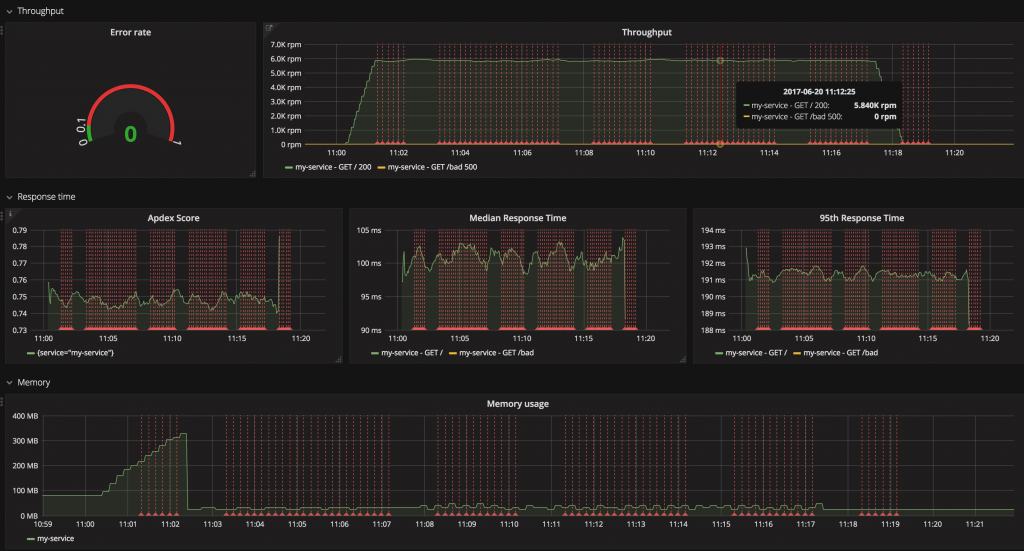 Throughput
Error rate
0
0.1
1
0
Throughput
7.0K rpm
6.0K rpm
5.0K rpm
4.0K rpm
3.0K rpm
2.0K rpm
1.0K rpm
0 rpm
11:00 11:02 11:04 11:06 11:08 11:10 11:12 11:14 11:16 11:18 11:20
2017-06-20 11:12:25
my-service - GET / 200: 5.840K rpm
my-service - GET /bad 500: 0 rpm
my-service - GET / 200 my-service - GET /bad 500
Response time
i
Apdex Score
0.79
0.78
0.77
0.76
0.75
0.74
0.73
11:00 11:05 11:10 11:15 11:20
{service="my-service"}
Median Response Time
105 ms
100 ms
95 ms
90 ms
11:00 11:05 11:10 11:15 11:20
my-service - GET / my-service - GET /bad
95th Response Time
194 ms
193 ms
192 ms
191 ms
190 ms
189 ms
188 ms
11:00 11:05 11:10 11:15 11:20
my-service - GET / my-service - GET /bad
Memory
Memory usage
400 MB
300 MB
200 MB
100 MB
0 MB
10:59 11:00 11:01 11:02 11:03 11:04 11:05 11:06 11:07 11:08 11:09 11:10 11:11 11:12 11:13 11:14 11:15 11:16 11:17 11:18 11:19 11:20 11:21
my-service